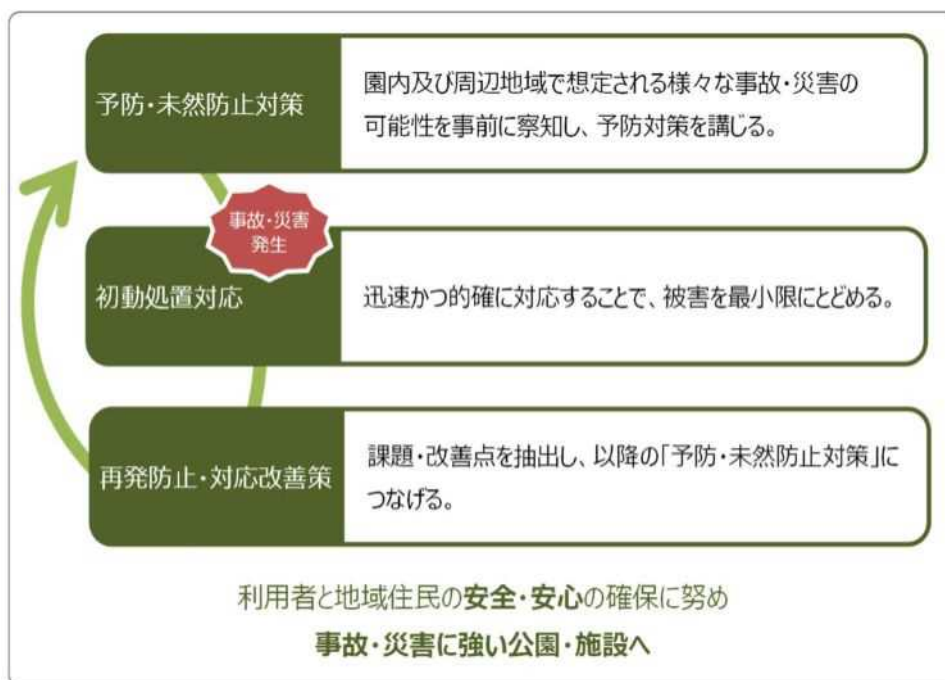 予防・未然防止対策
園内及び周辺地域で想定される様々な事故・災害の
可能性を事前に察知し、予防対策を講じる。
事故・災害
発生
初動処置対応
迅速かつ的確に対応することで、被害を最小限にとどめる。
再発防止・対応改善策
課題・改善点を抽出し、以降の「予防・未然防止対策」に
つなげる。
利用者と地域住民の安全・安心の確保に努め
事故・災害に強い公園・施設へ